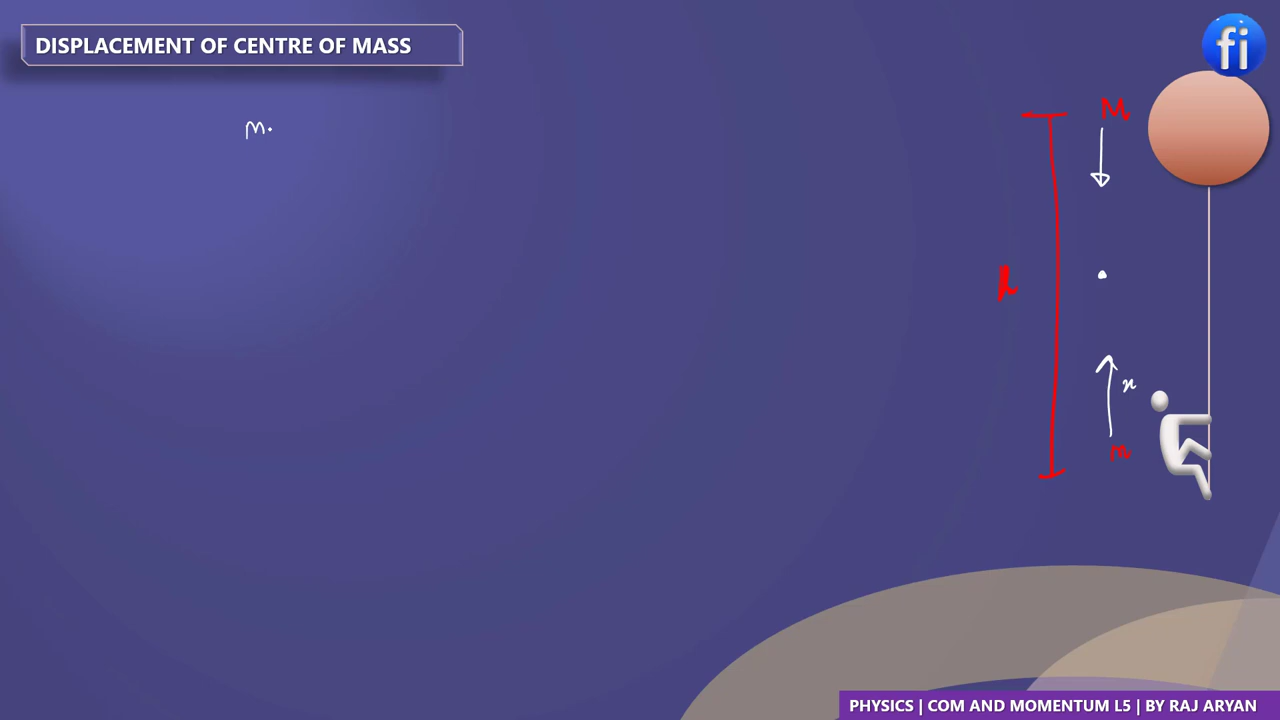 DISPLACEMENT OF CENTRE OF MASS
fi
m.
M
l
x
m
PHYSICS | COM AND MOMENTUM L5 | BY RAJ ARYAN